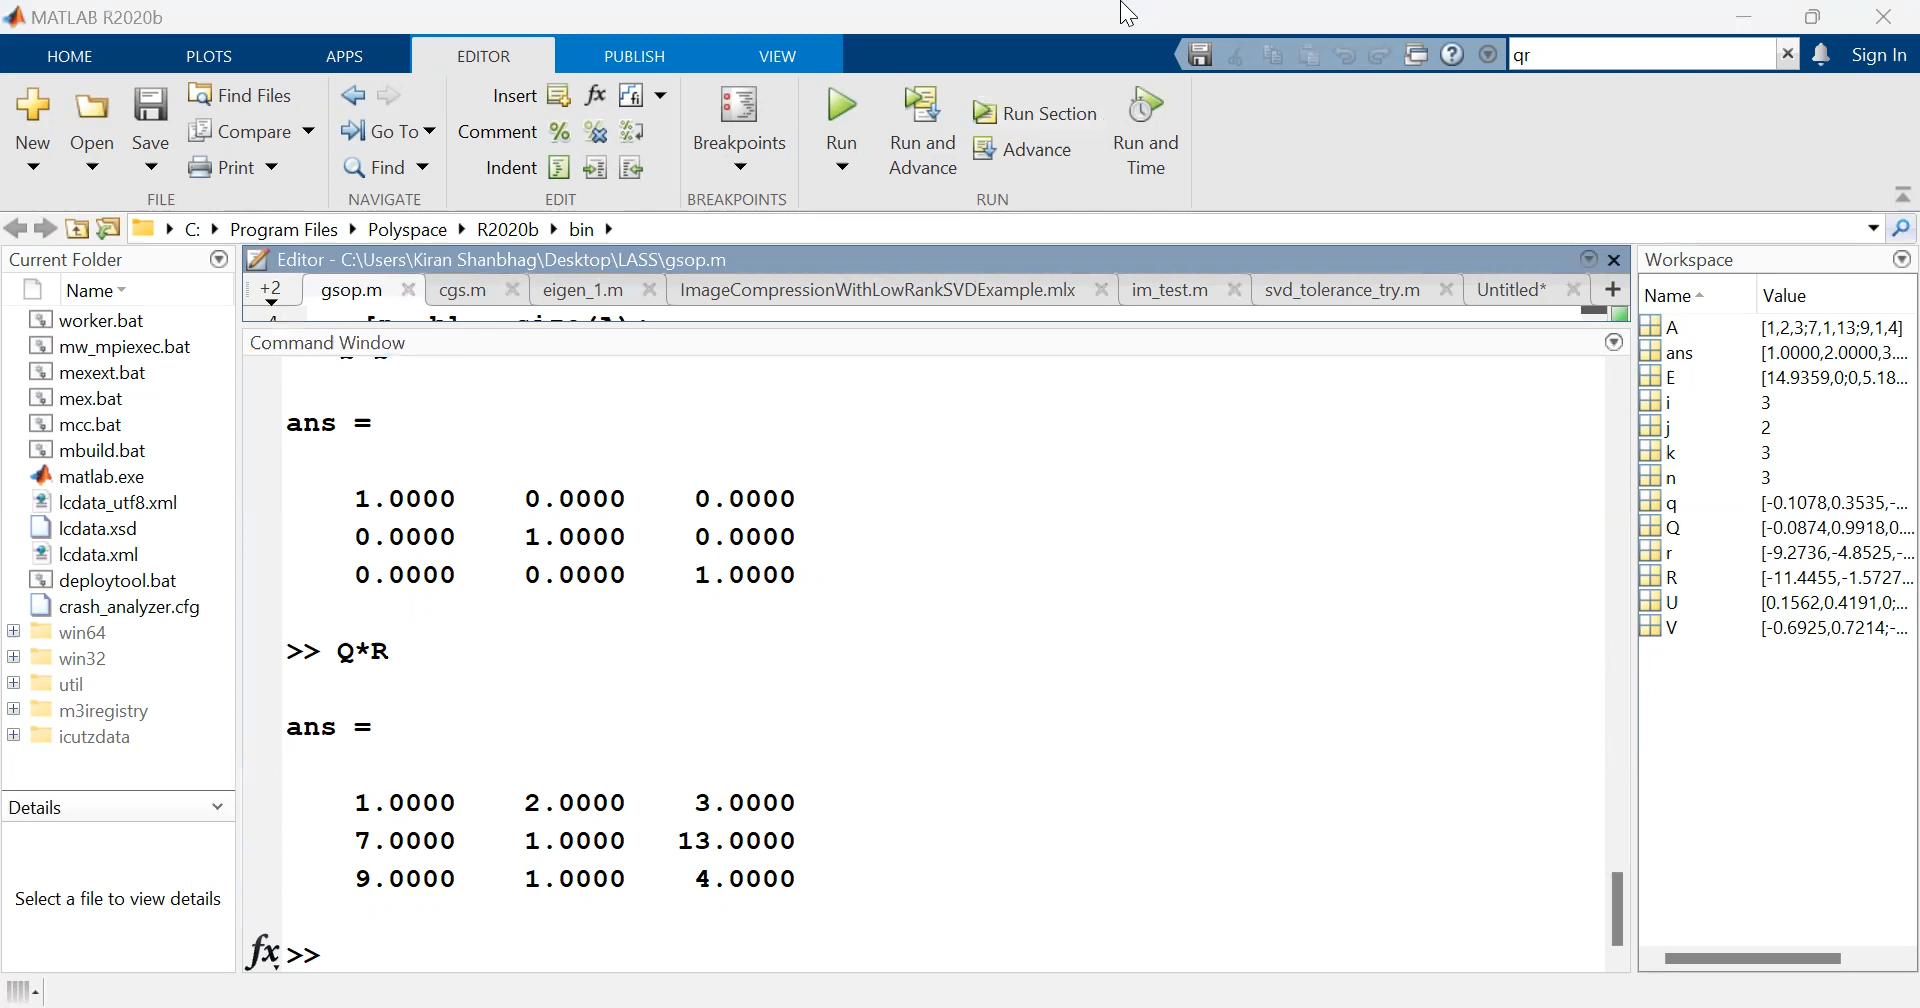 MATLAB R2020b
HOME
PLOTS
APPS
EDITOR
PUBLISH
VIEW
qr
Sign In
New
Open
Save
Find Files
Compare
Print
FILE
Go To
Find
NAVIGATE
Insert
Comment
Indent
EDIT
Breakpoints
BREAKPOINTS
Run
Run and
Advance
Run Section
Advance
Run and
Time
RUN
C: Program Files Polyspace R2020b bin
Current Folder
Name
worker.bat
mw_mpiexec.bat
mexext.bat
mex.bat
mcc.bat
mbuild.bat
matlab.exe
lcdata_utf8.xml
lcdata.xsd
lcdata.xml
deploytool.bat
crash_analyzer.cfg
win64
win32
util
m3iregistry
icutzdata
Details
Select a file to view details
Editor - C:\Users\Kiran Shanbhag\Desktop\LASS\gsop.m
+2
gsop.m
cgs.m
eigen_1.m
ImageCompressionWithLowRankSVDExample.mlx
im_test.m
svd_tolerance_try.m
Untitled*
Command Window
ans =
1.0000 0.0000 0.0000
0.0000 1.0000 0.0000
0.0000 0.0000 1.0000
>> Q*R
ans =
1.0000 2.0000 3.0000
7.0000 1.0000 13.0000
9.0000 1.0000 4.0000
fx >>
Workspace
Name Value
A [1,2,3;7,1,13;9,1,4]
ans [1.0000,2.0000,3....
E [14.9359,0;0,5.18...
i 3
j 2
k 3
n 3
q [-0.1078,0.3535,-...
Q [-0.0874,0.9918,0....
r [-9.2736,-4.8525,-...
R [-11.4455,-1.5727...
U [0.1562,0.4191,0;...
V [-0.6925,0.7214;-...